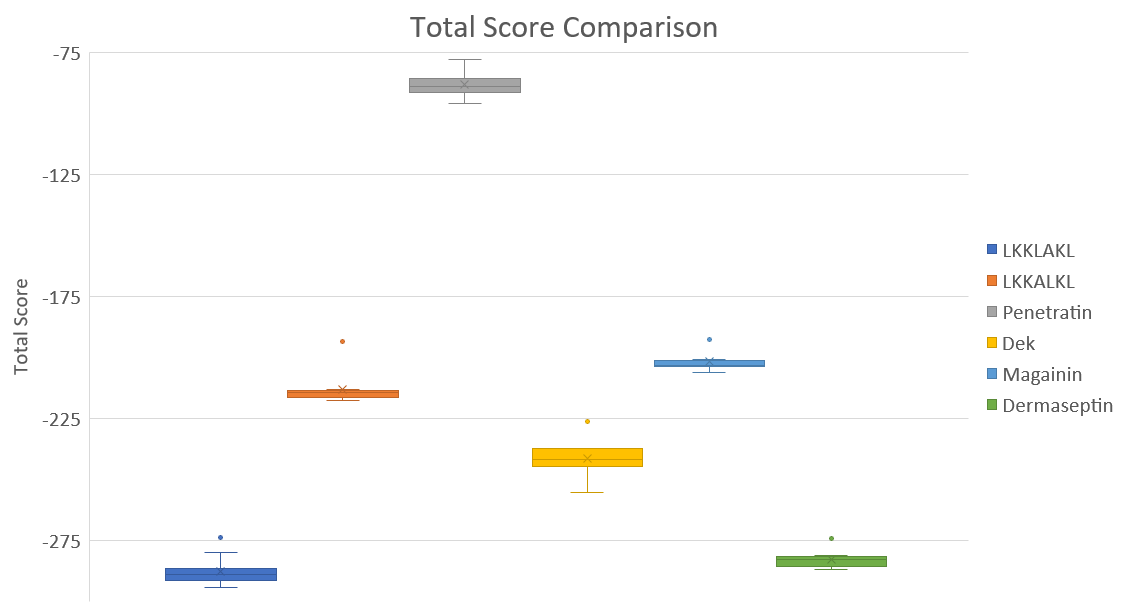 Total Score Comparison
-75
-125
-175
-225
-275
Total Score
LKKLAKL
LKKALKL
Penetratin
Dek
Magainin
Dermaseptin